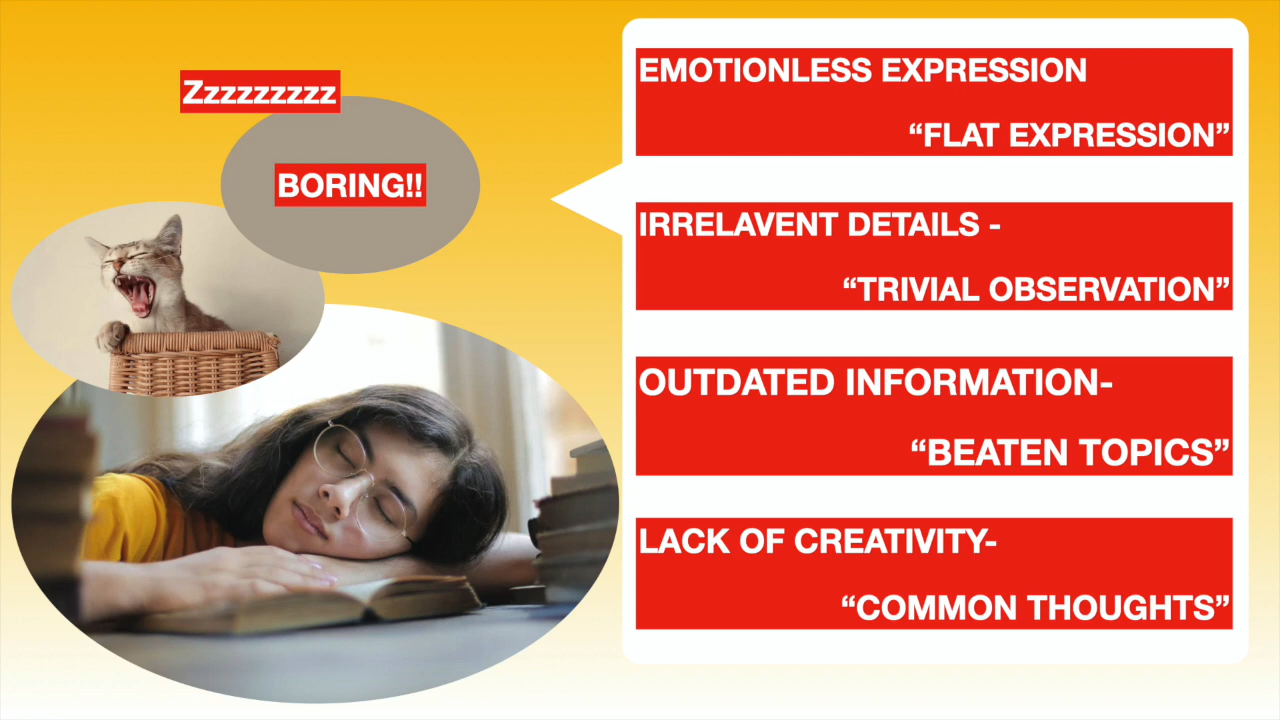 Zzzzzzzzz
BORING!!
EMOTIONLESS EXPRESSION
“FLAT EXPRESSION”
IRRELAVENT DETAILS -
“TRIVIAL OBSERVATION”
OUTDATED INFORMATION-
“BEATEN TOPICS”
LACK OF CREATIVITY-
“COMMON THOUGHTS”